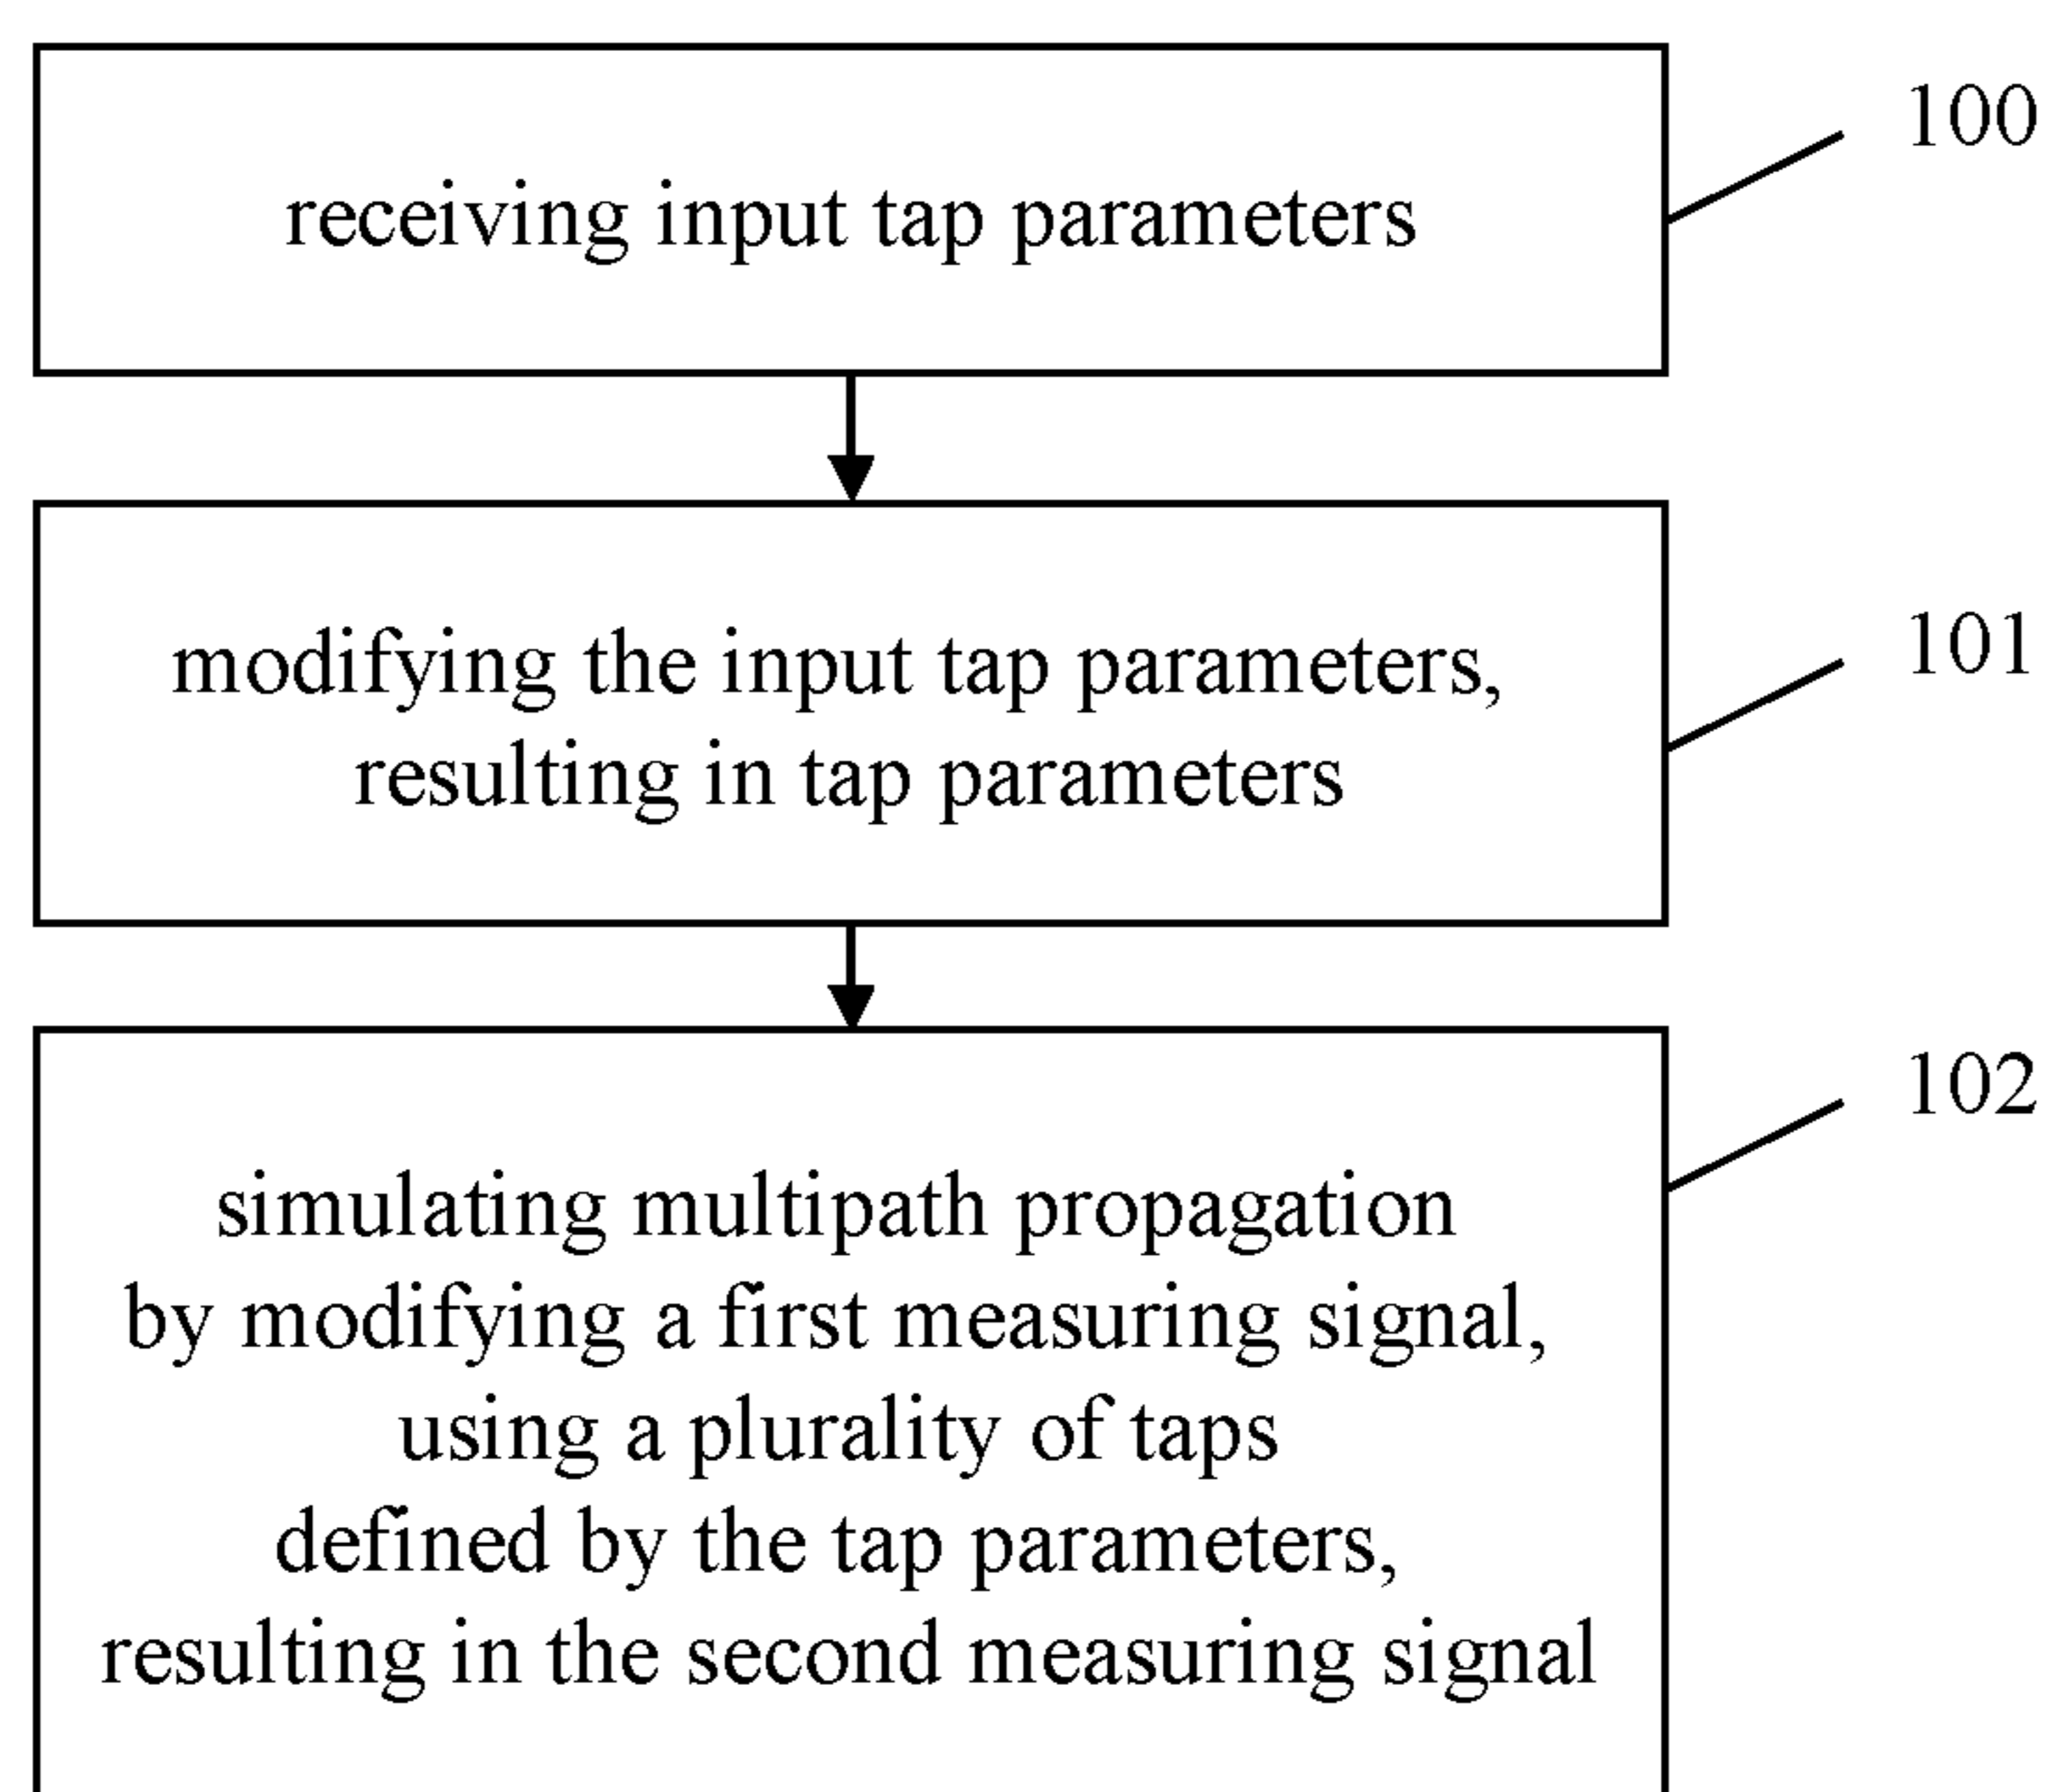 receiving input tap parameters
100
modifying the input tap parameters,
resulting in tap parameters
101
simulating multipath propagation
by modifying a first measuring signal,
using a plurality of taps
defined by the tap parameters,
resulting in the second measuring signal
102